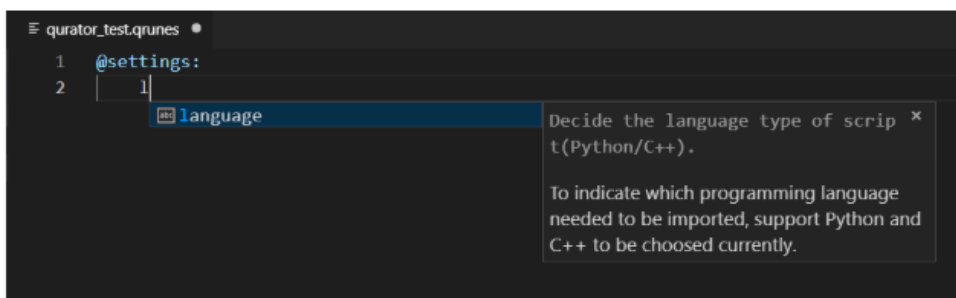 qurator_test.qrunes
1 @settings:
2 l
language
Decide the language type of scrip
t(Python/C++).
To indicate which programming language
needed to be imported, support Python and
C++ to be choosed currently.